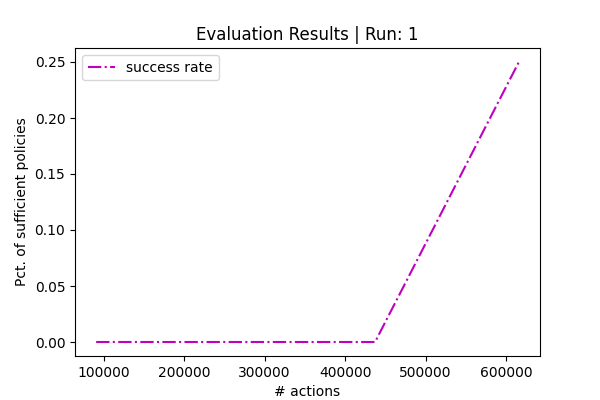 Evaluation Results | Run: 1
success rate
Pct. of sufficient policies
0.25
0.20
0.15
0.10
0.05
0.00
100000 200000 300000 400000 500000 600000
# actions